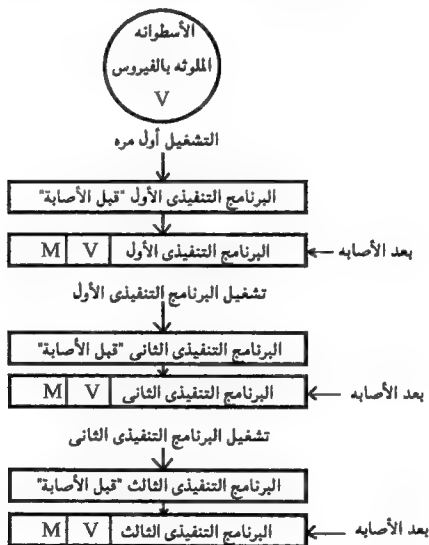 الأسطوانه
الملوثه بالفيروس
V
التشغيل أول مره
البرنامج التنفيذى الأول "قبل الأصابة"
البرنامج التنفيذى الأول V M بعد الأصابه
تشغيل البرنامج التنفيذى الأول
البرنامج التنفيذى الثانى "قبل الأصابة"
البرنامج التنفيذى الثانى V M بعد الأصابه
تشغيل البرنامج التنفيذى الثانى
البرنامج التنفيذى الثالث "قبل الأصابة"
البرنامج التنفيذى الثالث V M بعد الأصابه